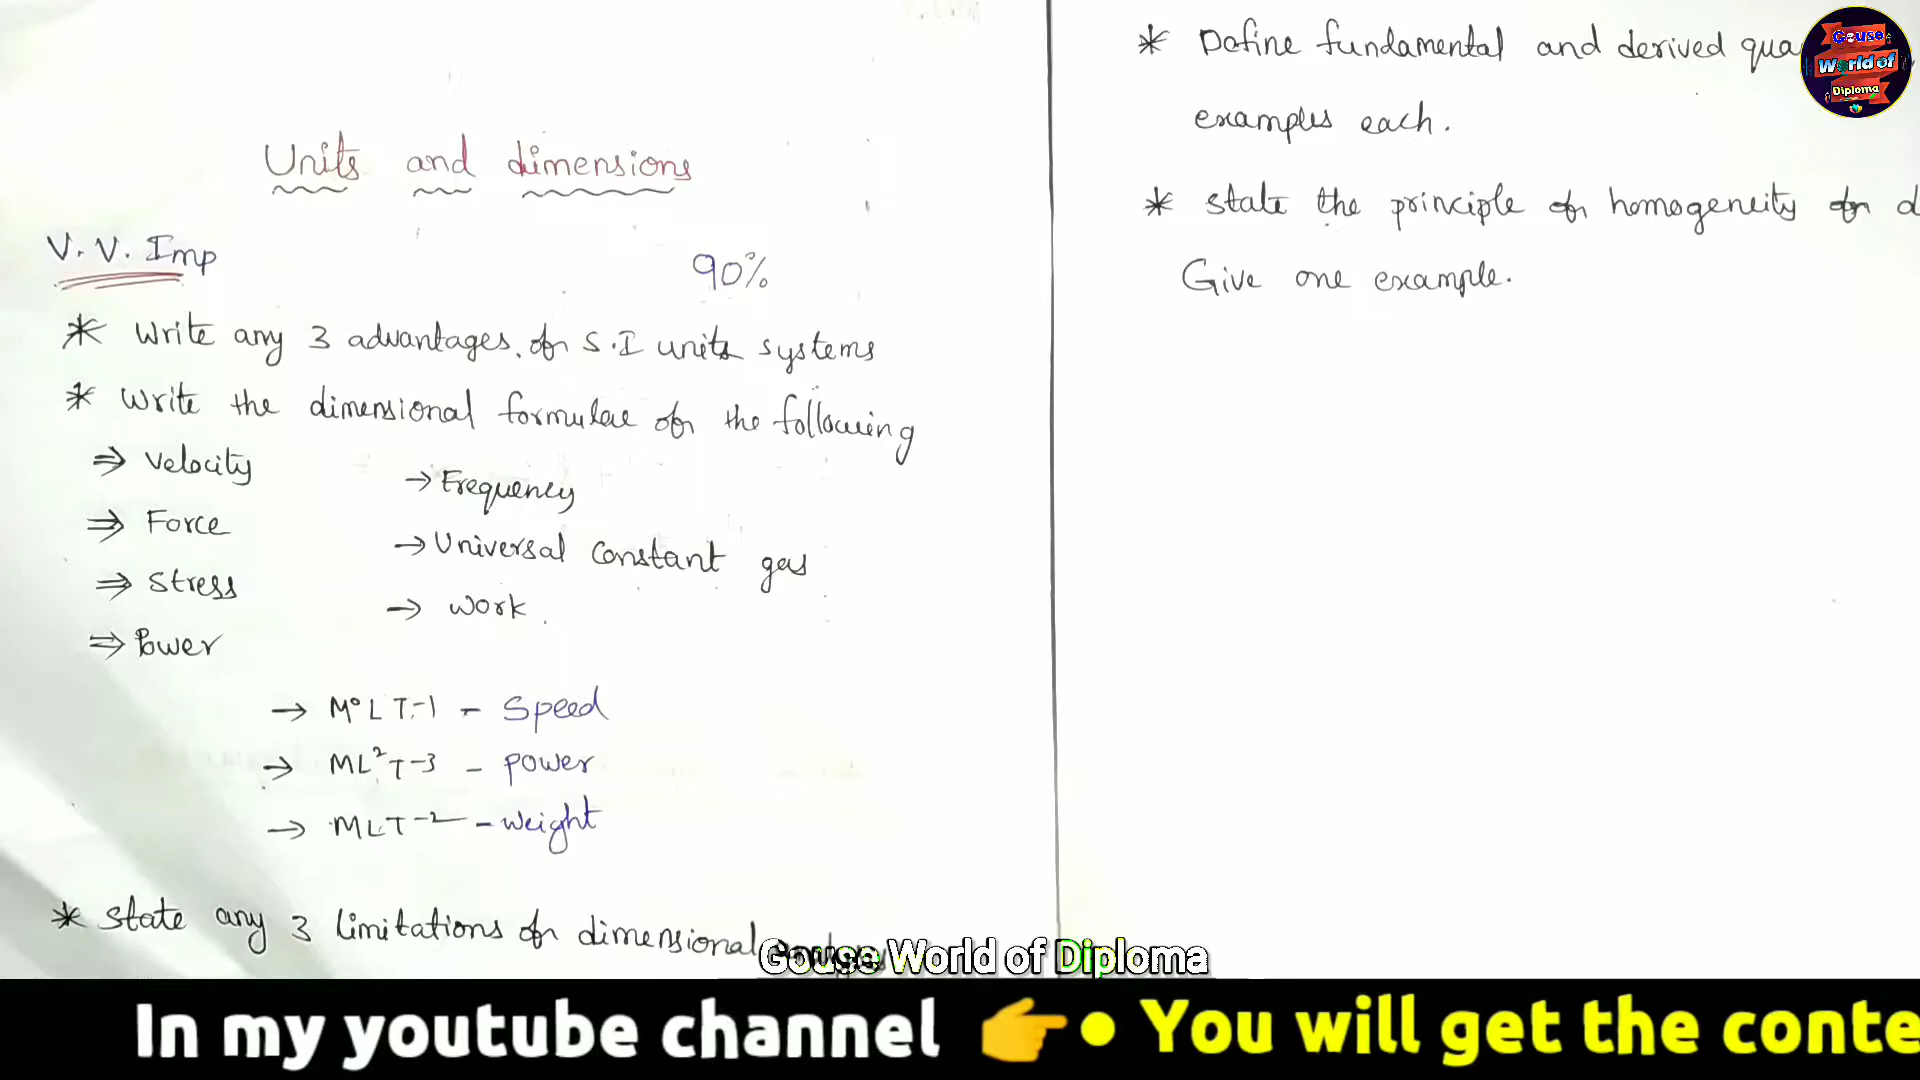 Units and dimensions
V. V. Imp
90%
* Write any 3 advantages of S.I units systems
* Write the dimensional formulae of the following
⇒ Velocity
⇒ Force
⇒ Stress
⇒ Power
→ Frequency
→ Universal constant gas
→ Work
→ M⁰LT-1 - Speed
→ ML²T-3 - Power
→ MLT-2 - Weight
* State any 3 limitations of dimensional
* Define fundamental and derived qua
examples each.
* State the principle of homogeneity of d
Give one example.
Gouse
World of
Diploma
Gouse World of Diploma
In my youtube channel 👉● You will get the conte